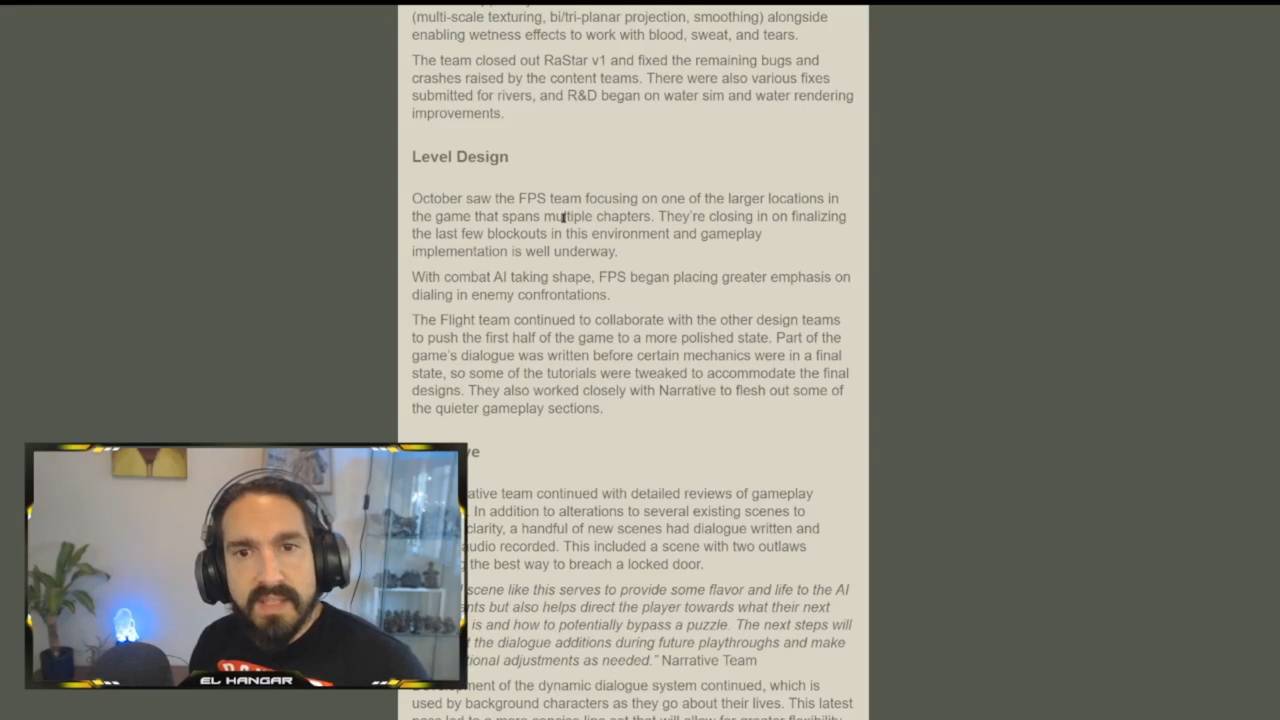 (multi-scale texturing, bi/tri-planar projection, smoothing) alongside
enabling wetness effects to work with blood, sweat, and tears.
The team closed out RaStar v1 and fixed the remaining bugs and
crashes raised by the content teams. There were also various fixes
submitted for rivers, and R&D began on water sim and water rendering
improvements.
Level Design
October saw the FPS team focusing on one of the larger locations in
the game that spans multiple chapters. They're closing in on finalizing
the last few blockouts in this environment and gameplay
implementation is well underway.
With combat AI taking shape, FPS began placing greater emphasis on
dialing in enemy confrontations.
The Flight team continued to collaborate with the other design teams
to push the first half of the game to a more polished state. Part of the
game's dialogue was written before certain mechanics were in a final
state, so some of the tutorials were tweaked to accommodate the final
designs. They also worked closely with Narrative to flesh out some of
the quieter gameplay sections.
team continued with detailed reviews of gameplay
In addition to alterations to several existing scenes to
clarity, a handful of new scenes had dialogue written and
audio recorded. This included a scene with two outlaws
the best way to breach a locked door.
scene like this serves to provide some flavor and life to the AI
but also helps direct the player towards what their next
is and how to potentially bypass a puzzle. The next steps will
the dialogue additions during future playthroughs and make
adjustments as needed." Narrative Team
of the dynamic dialogue system continued, which is
used by background characters as they go about their lives. This latest
EL HANGAR